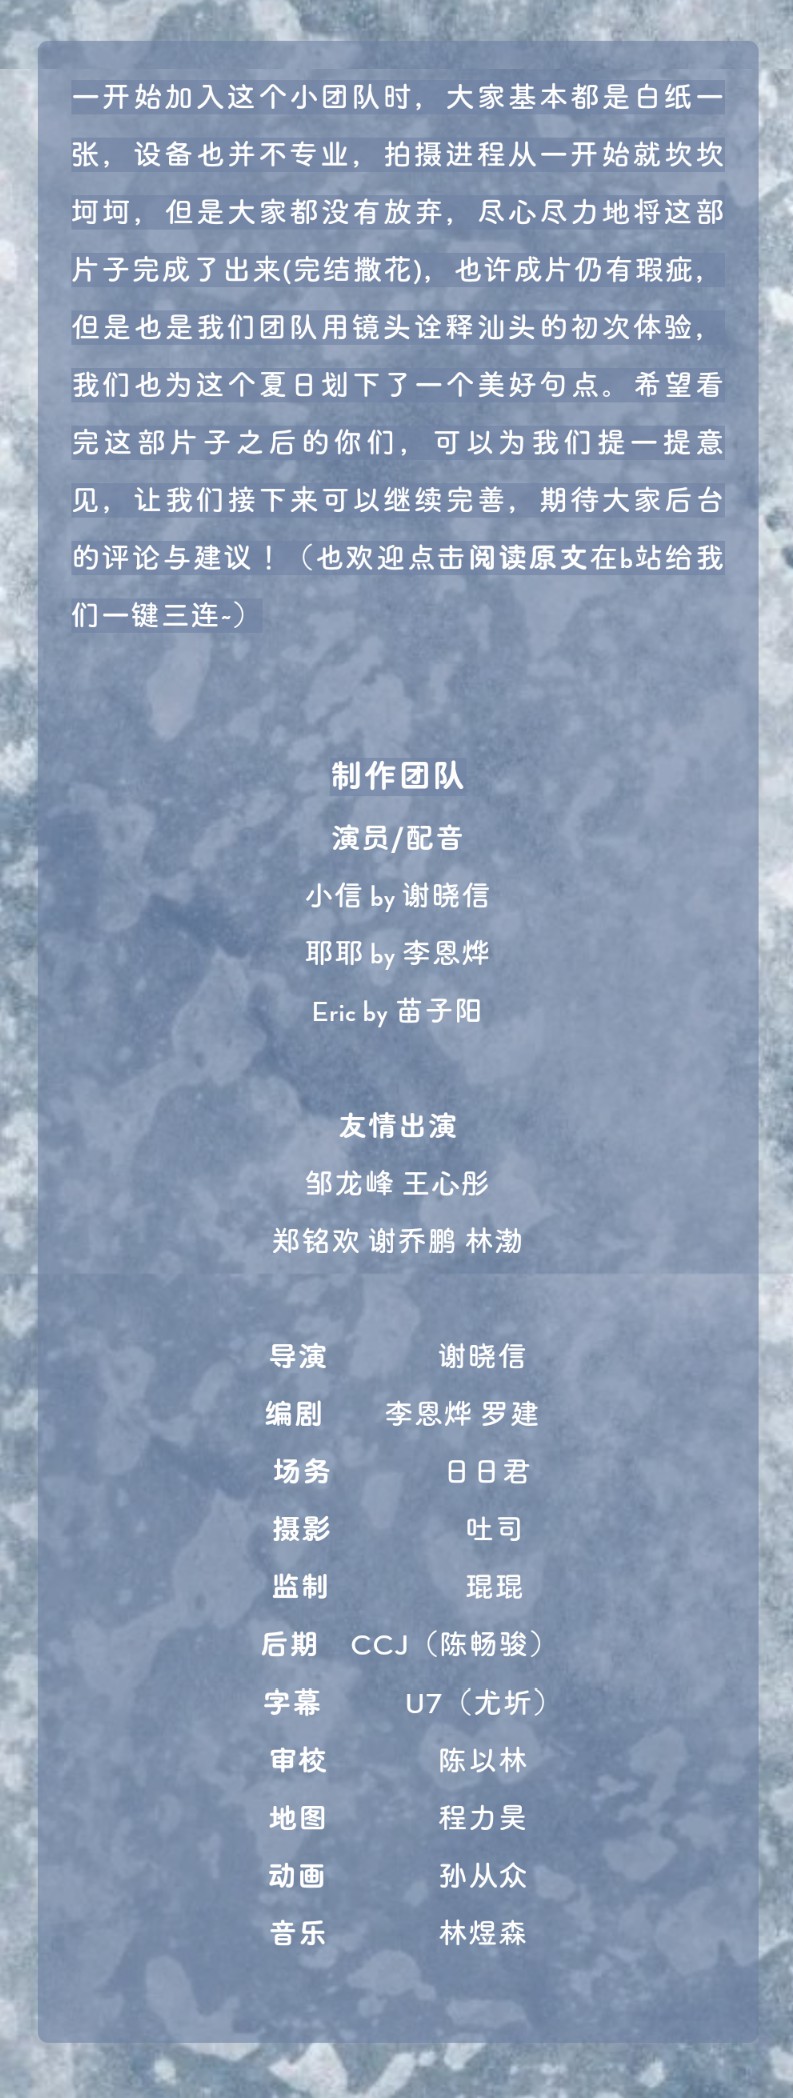 一开始加入这个小团队时，大家基本都是白纸一
张，设备也并不专业，拍摄进程从一开始就坎坎
坷坷，但是大家都没有放弃，尽心尽力地将这部
片子完成了出来(完结撒花)，也许成片仍有瑕疵，
但是也是我们团队用镜头诠释汕头的初次体验，
我们也为这个夏日划下了一个美好句点。希望看
完这部片子之后的你们，可以为我们提一提意
见，让我们接下来可以继续完善，期待大家后台
的评论与建议！（也欢迎点击阅读原文在b站给我
们一键三连~）
制作团队
演员/配音
小信 by 谢晓信
耶耶 by 李恩烨
Eric by 苗子阳
友情出演
邹龙峰 王心彤
郑铭欢 谢乔鹏 林渤
导演 谢晓信
编剧 李恩烨 罗建
场务 日日君
摄影 吐司
监制 琨琨
后期 CCJ（陈畅骏）
字幕 U7（尤圻）
审校 陈以林
地图 程力昊
动画 孙从众
音乐 林煜森